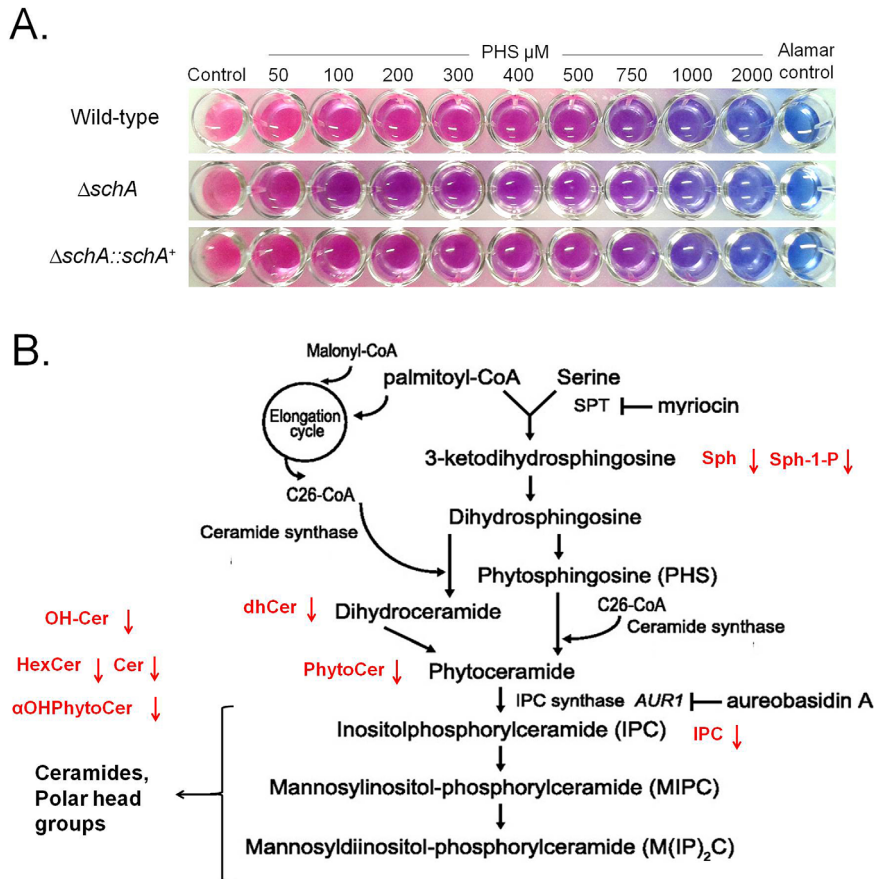 A.
PHS µM
Alamar
control
Control
50
100
200
300
400
500
750
1000
2000
Wild-type
ΔschA
ΔschA::schA⁺
B.
Malonyl-CoA
palmitoyl-CoA
Serine
Elongation
cycle
SPT
myriocin
3-ketodihydrosphingosine
Sph ↓ Sph-1-P ↓
C26-CoA
Dihydrosphingosine
Ceramide synthase
Phytosphingosine (PHS)
C26-CoA
dhCer ↓
Dihydroceramide
Ceramide synthase
OH-Cer ↓
HexCer ↓ Cer ↓
PhytoCer ↓
Phytoceramide
αOHPhytoCer ↓
IPC synthase AUR1
aureobasidin A
Inositolphosphorylceramide (IPC)
IPC ↓
Ceramides,
Polar head
groups
Mannosylinositol-phosphorylceramide (MIPC)
Mannosyldiinositol-phosphorylceramide (M(IP)₂C)